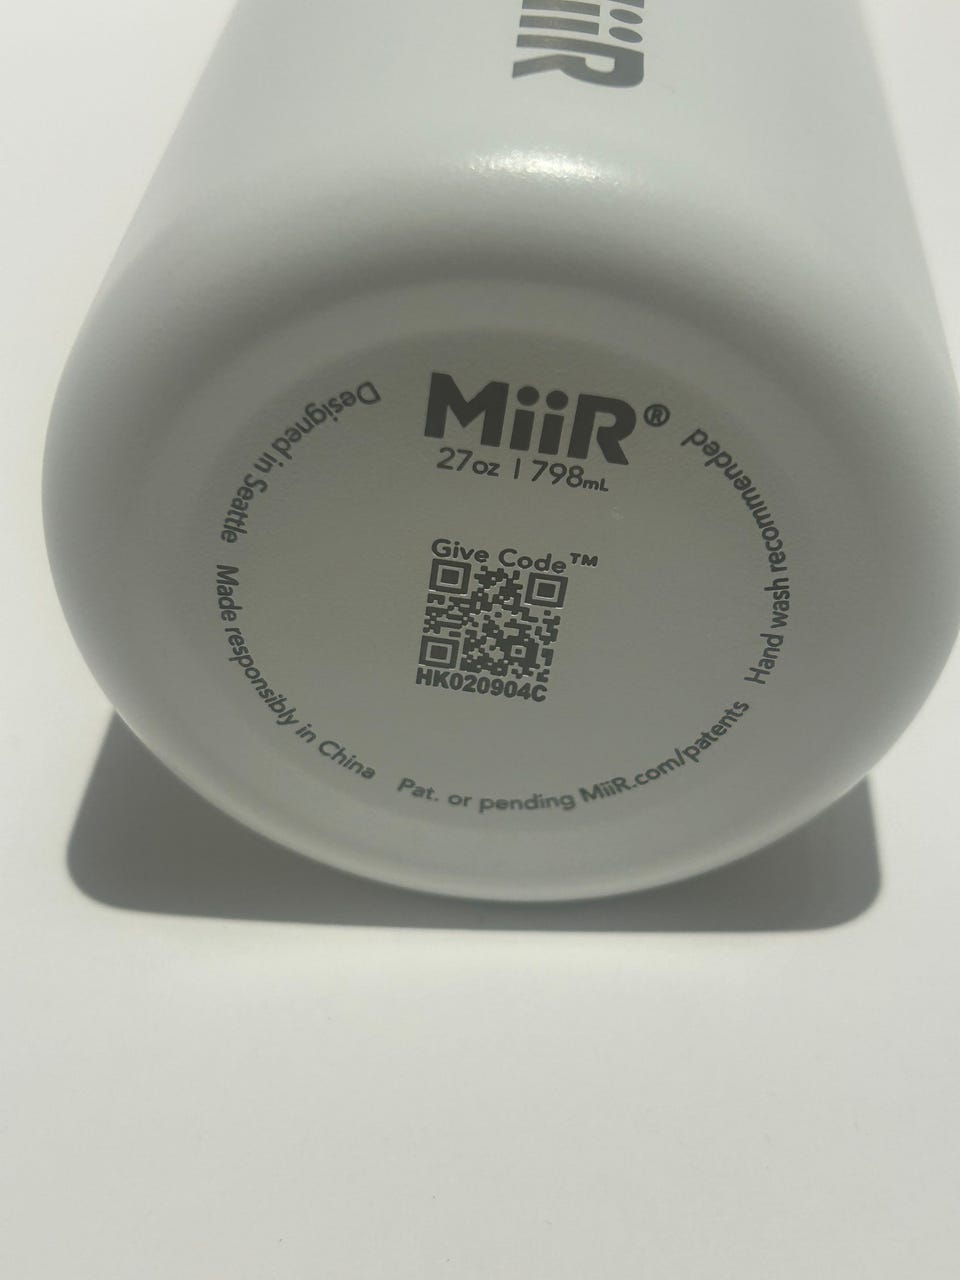 MiiR
MiiR®
27oz | 798mL
Give Code™
HK020904C
Designed in Seattle
Made responsibly in China
Pat. or pending MiiR.com/patents
Hand wash recommended